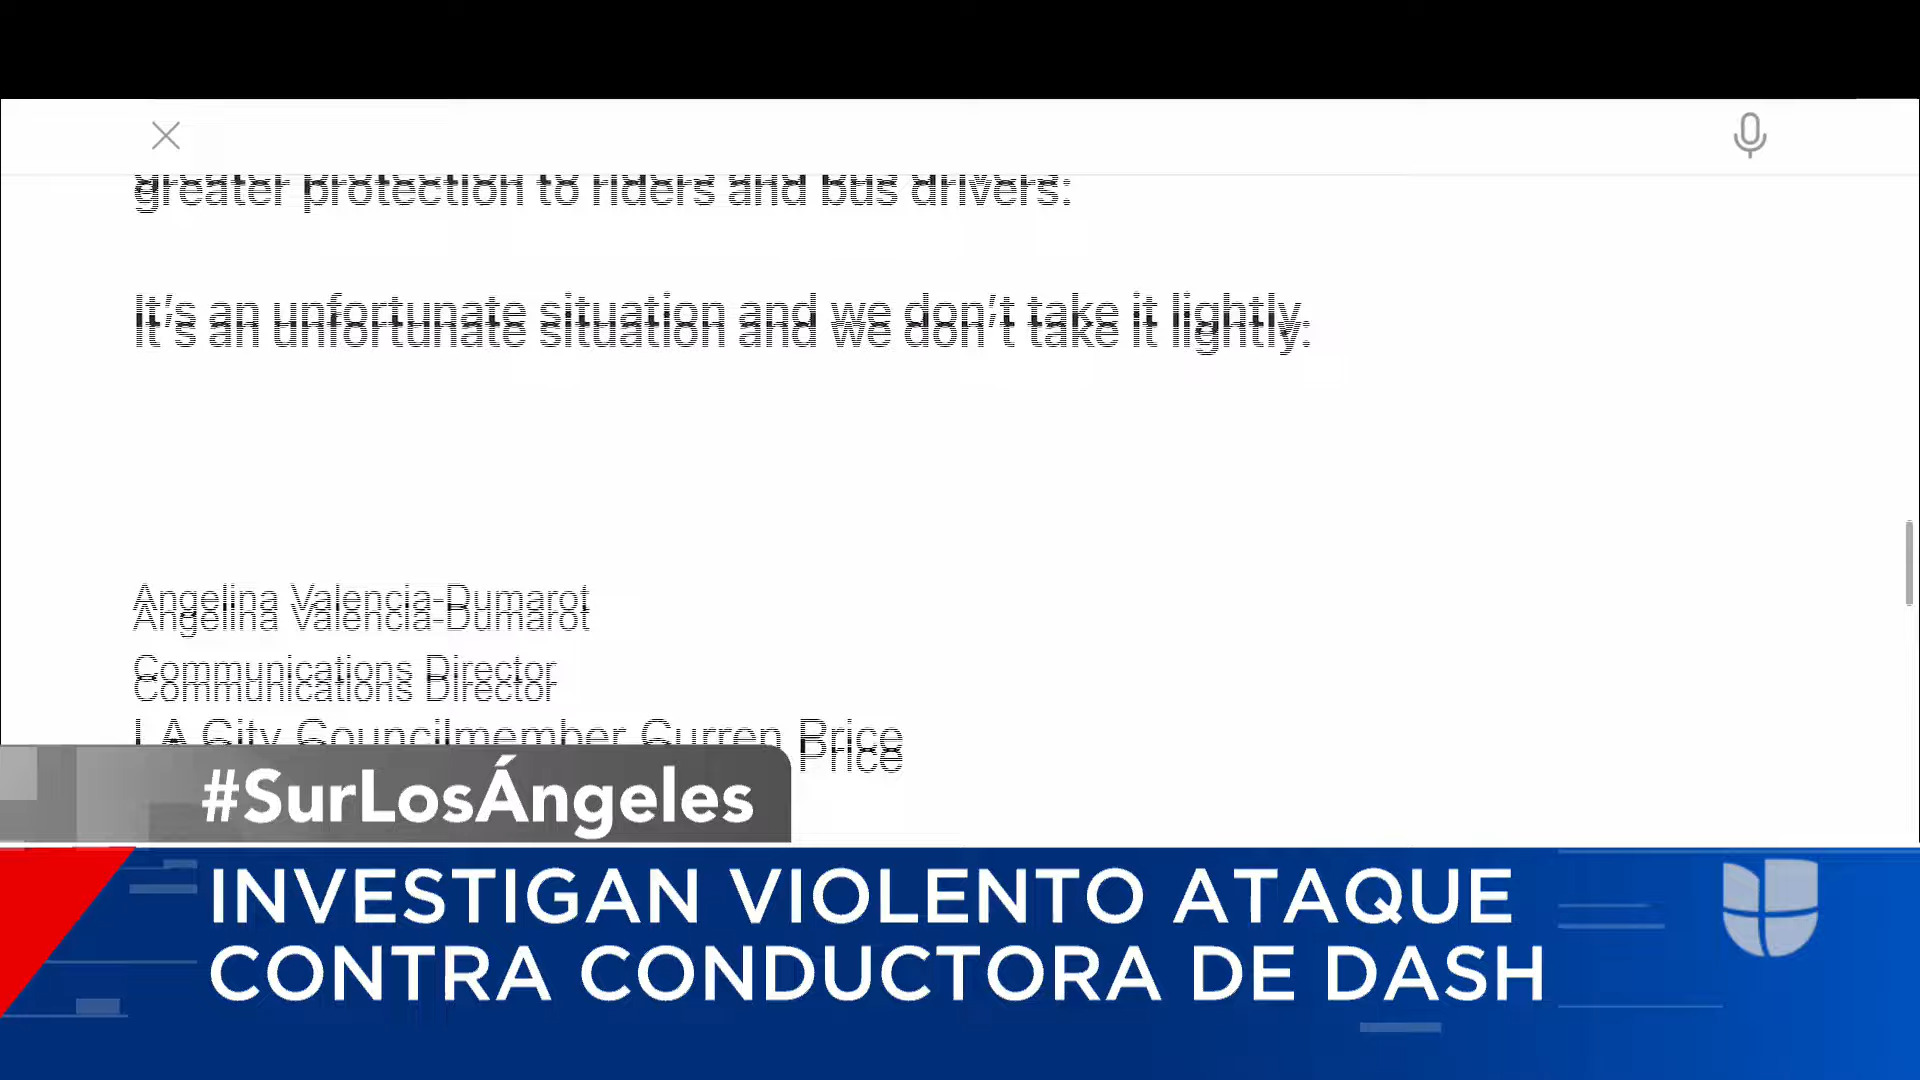 greater protection to riders and bus drivers.
It's an unfortunate situation and we don't take it lightly.
Angelina Valencia-Dumarot
Communications Director
LA City Councilmember Curren Price
#SurLosÁngeles
INVESTIGAN VIOLENTO ATAQUE
CONTRA CONDUCTORA DE DASH